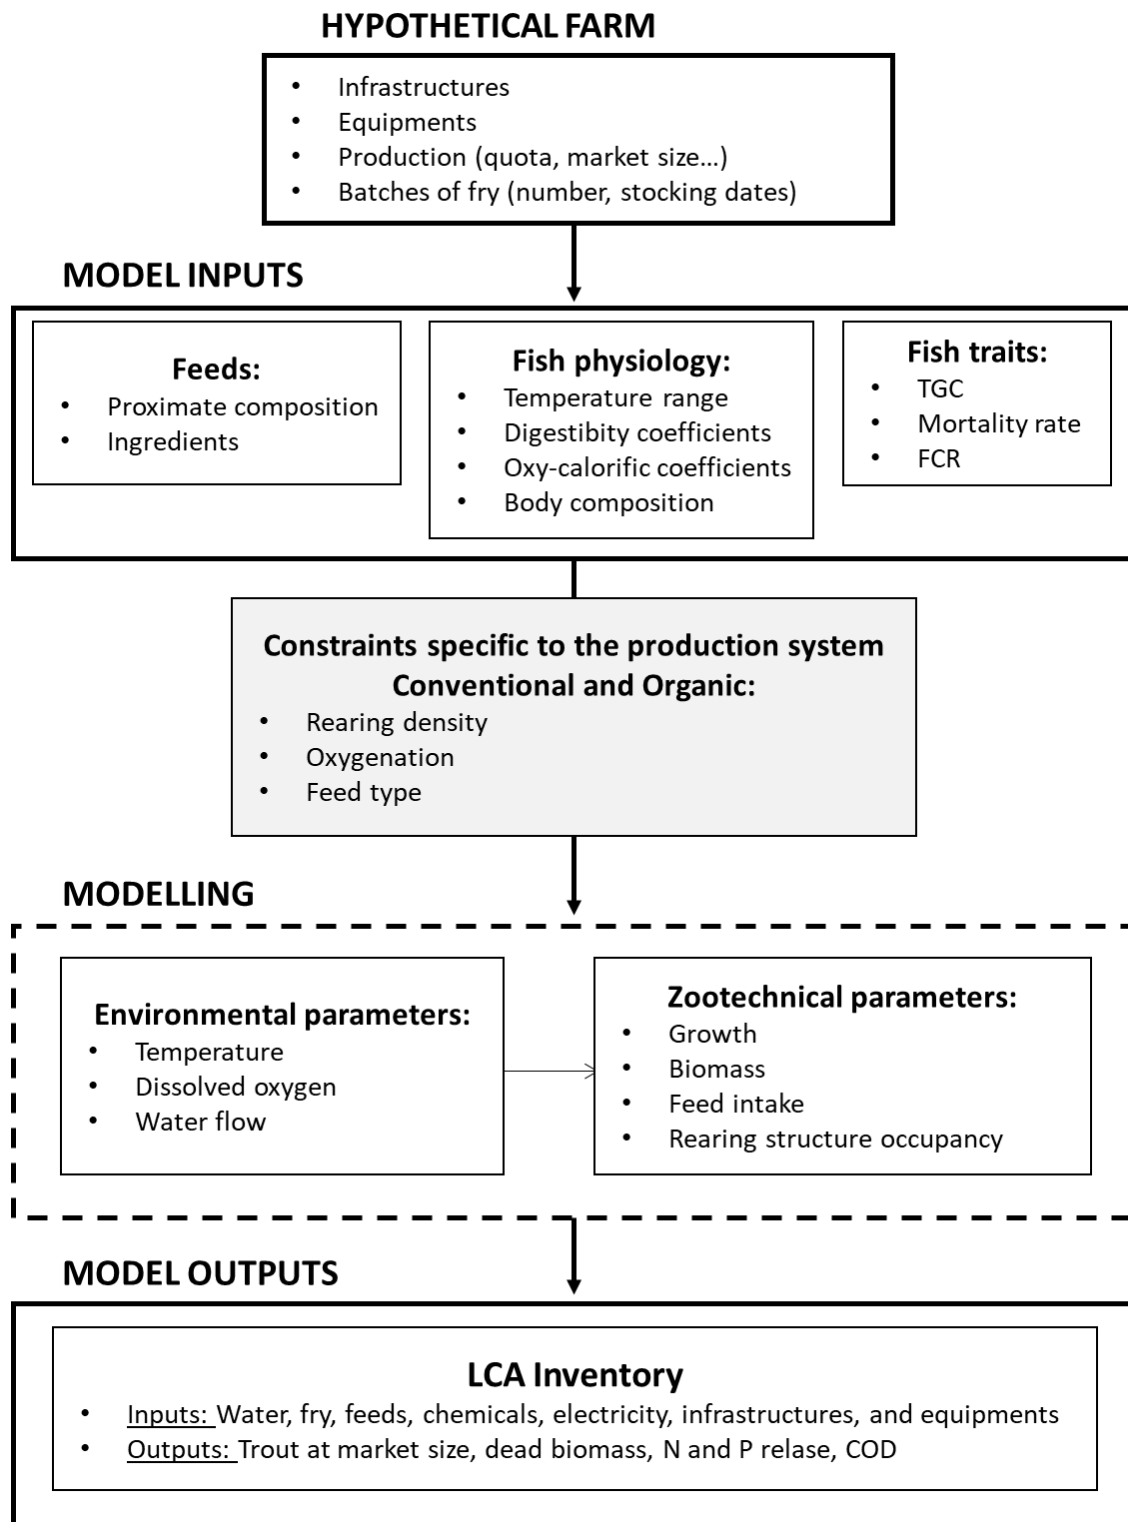 HYPOTHETICAL FARM
• Infrastructures
• Equipments
• Production (quota, market size...)
• Batches of fry (number, stocking dates)
MODEL INPUTS
Feeds:
• Proximate composition
• Ingredients
Fish physiology:
• Temperature range
• Digestibity coefficients
• Oxy-calorific coefficients
• Body composition
Fish traits:
• TGC
• Mortality rate
• FCR
Constraints specific to the production system
Conventional and Organic:
• Rearing density
• Oxygenation
• Feed type
MODELLING
Environmental parameters:
• Temperature
• Dissolved oxygen
• Water flow
Zootechnical parameters:
• Growth
• Biomass
• Feed intake
• Rearing structure occupancy
MODEL OUTPUTS
LCA Inventory
• Inputs: Water, fry, feeds, chemicals, electricity, infrastructures, and equipments
• Outputs: Trout at market size, dead biomass, N and P relase, COD